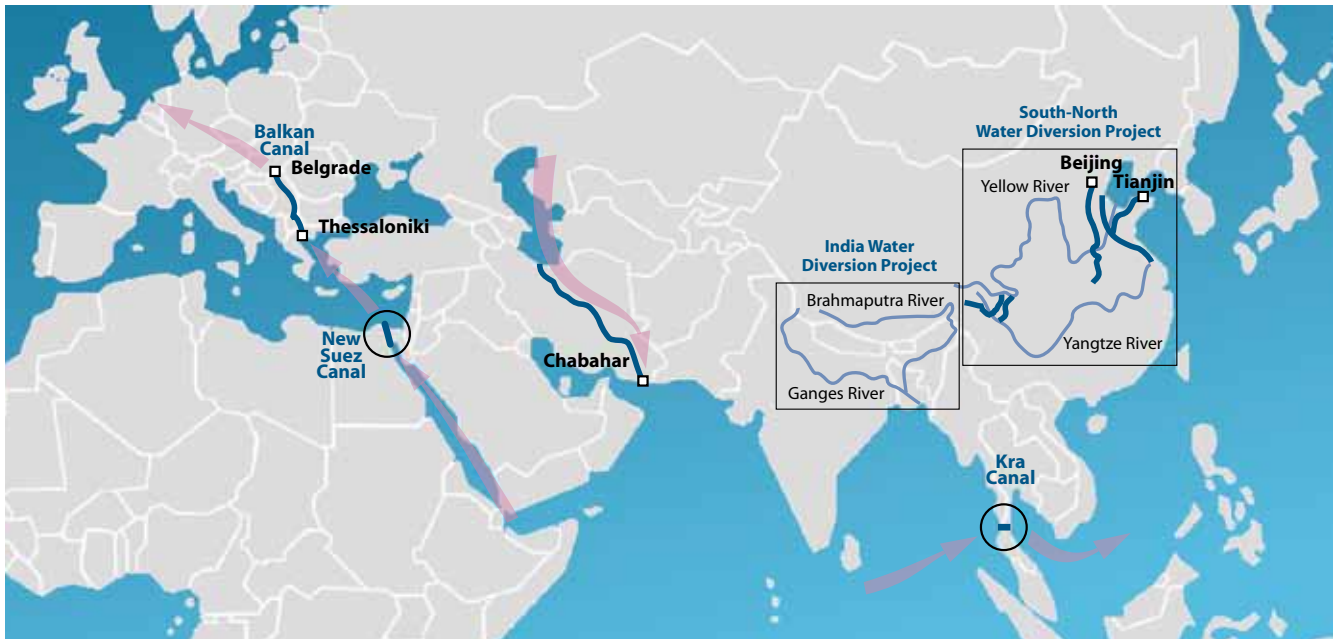 Balkan
Canal
Belgrade
Thessaloniki
New
Suez
Canal
Chabahar
India Water
Diversion Project
Brahmaputra River
Ganges River
South-North
Water Diversion Project
Beijing
Tianjin
Yellow River
Yangtze River
Kra
Canal